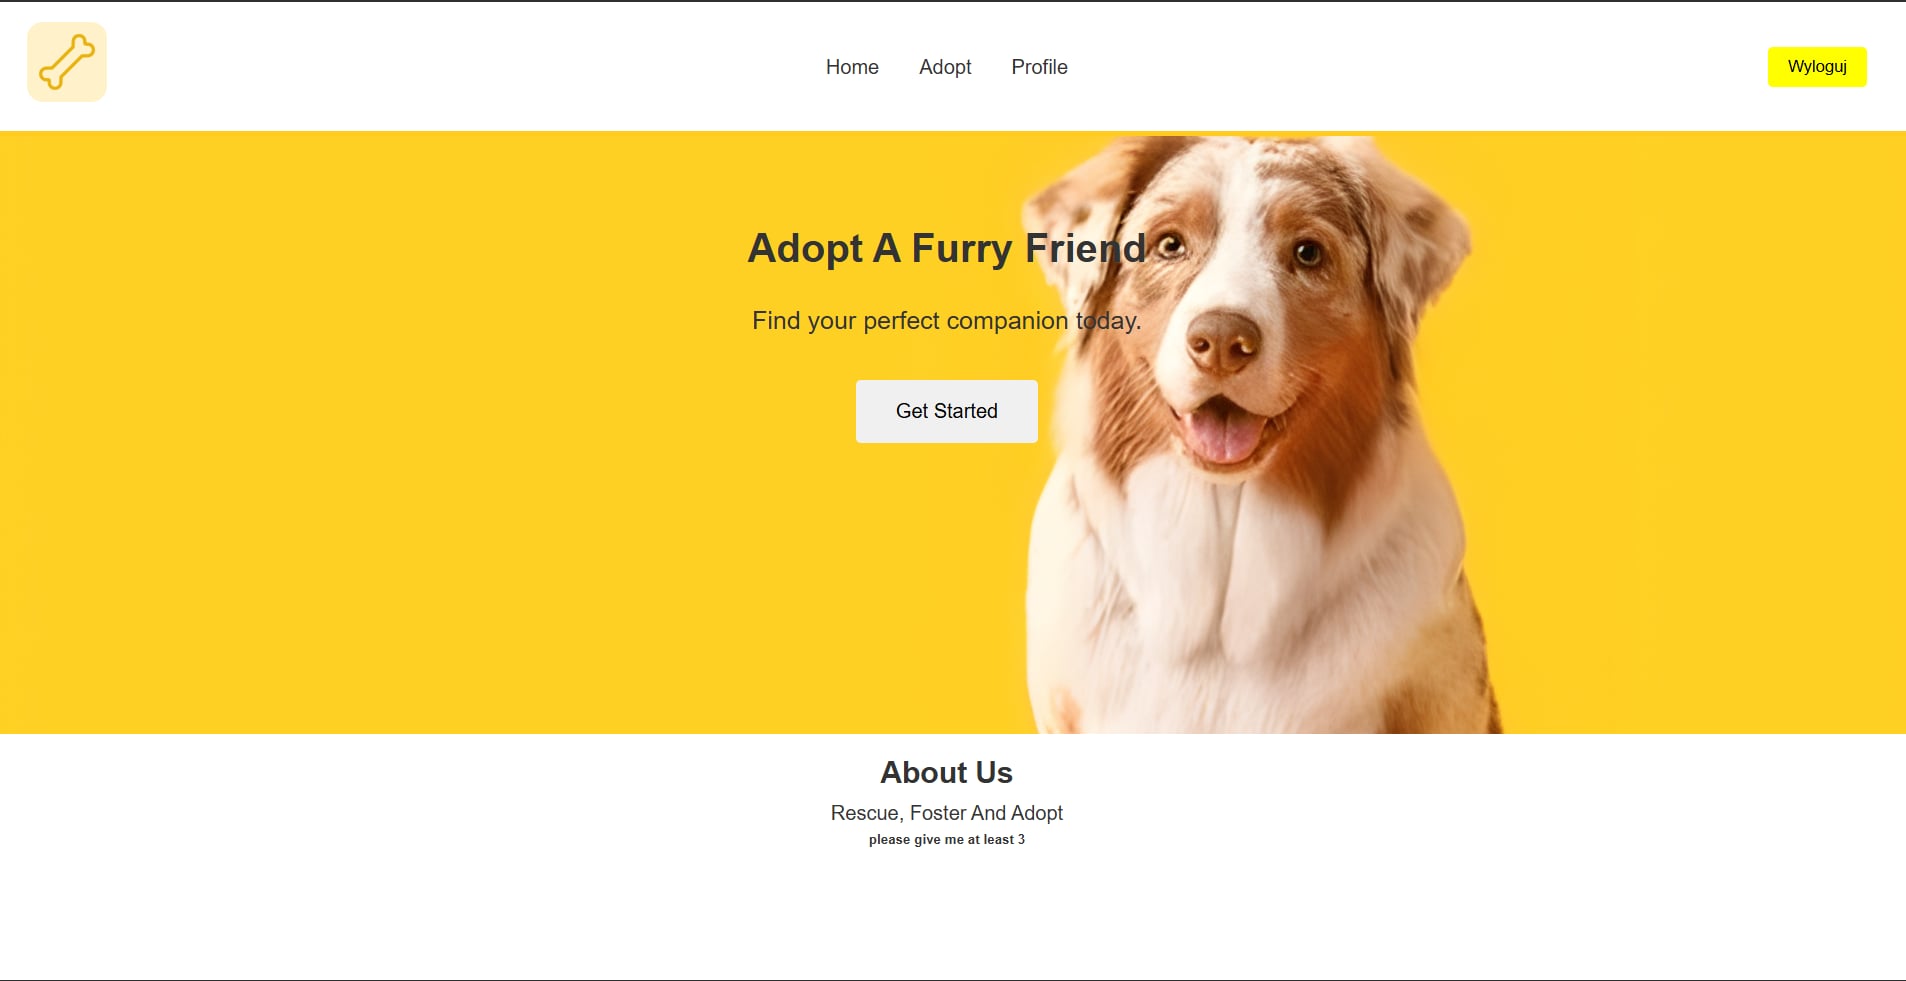 Home Adopt Profile Wyloguj
Adopt A Furry Friend
Find your perfect companion today.
Get Started
About Us
Rescue, Foster And Adopt
please give me at least 3